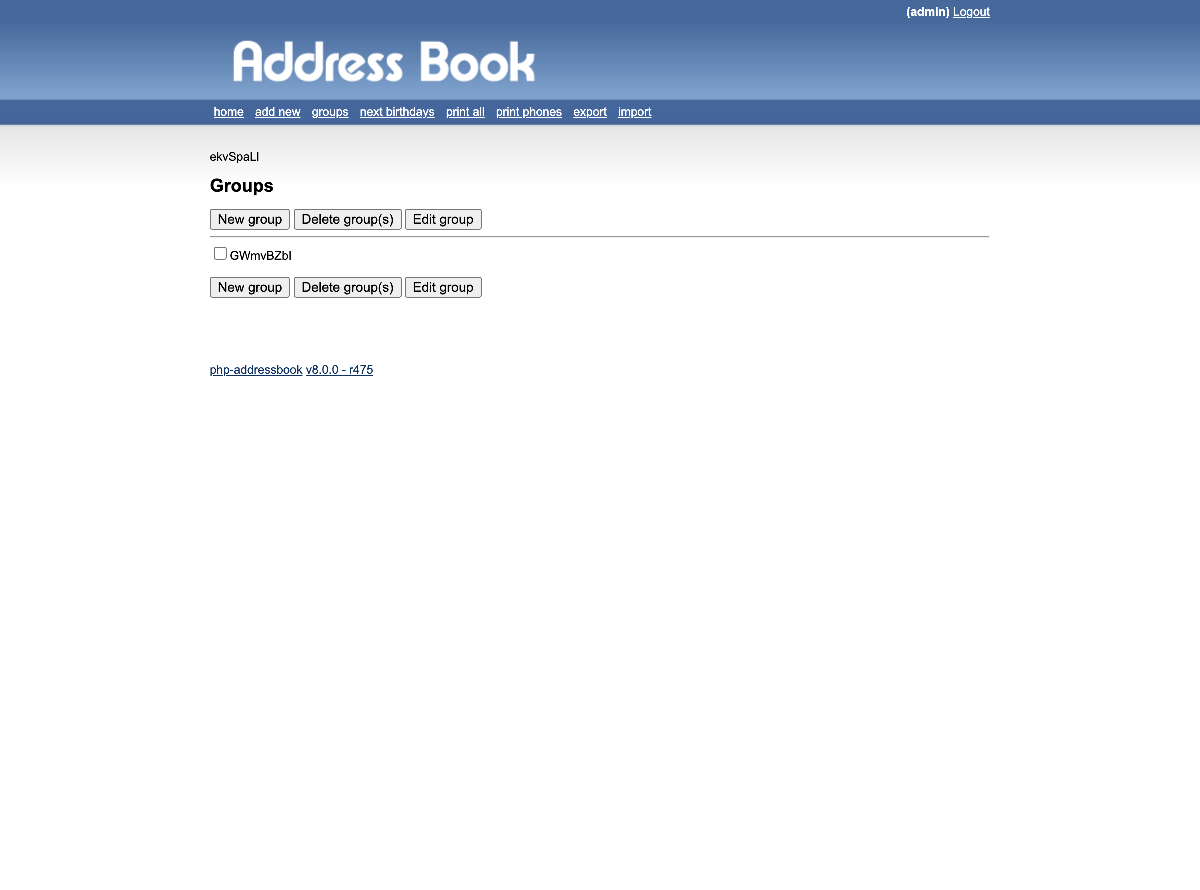 (admin) Logout
Address Book
home add new groups next birthdays print all print phones export import
ekvSpaLI
Groups
New group Delete group(s) Edit group
GWmvBZbI
New group Delete group(s) Edit group
php-addressbook v8.0.0 - r475